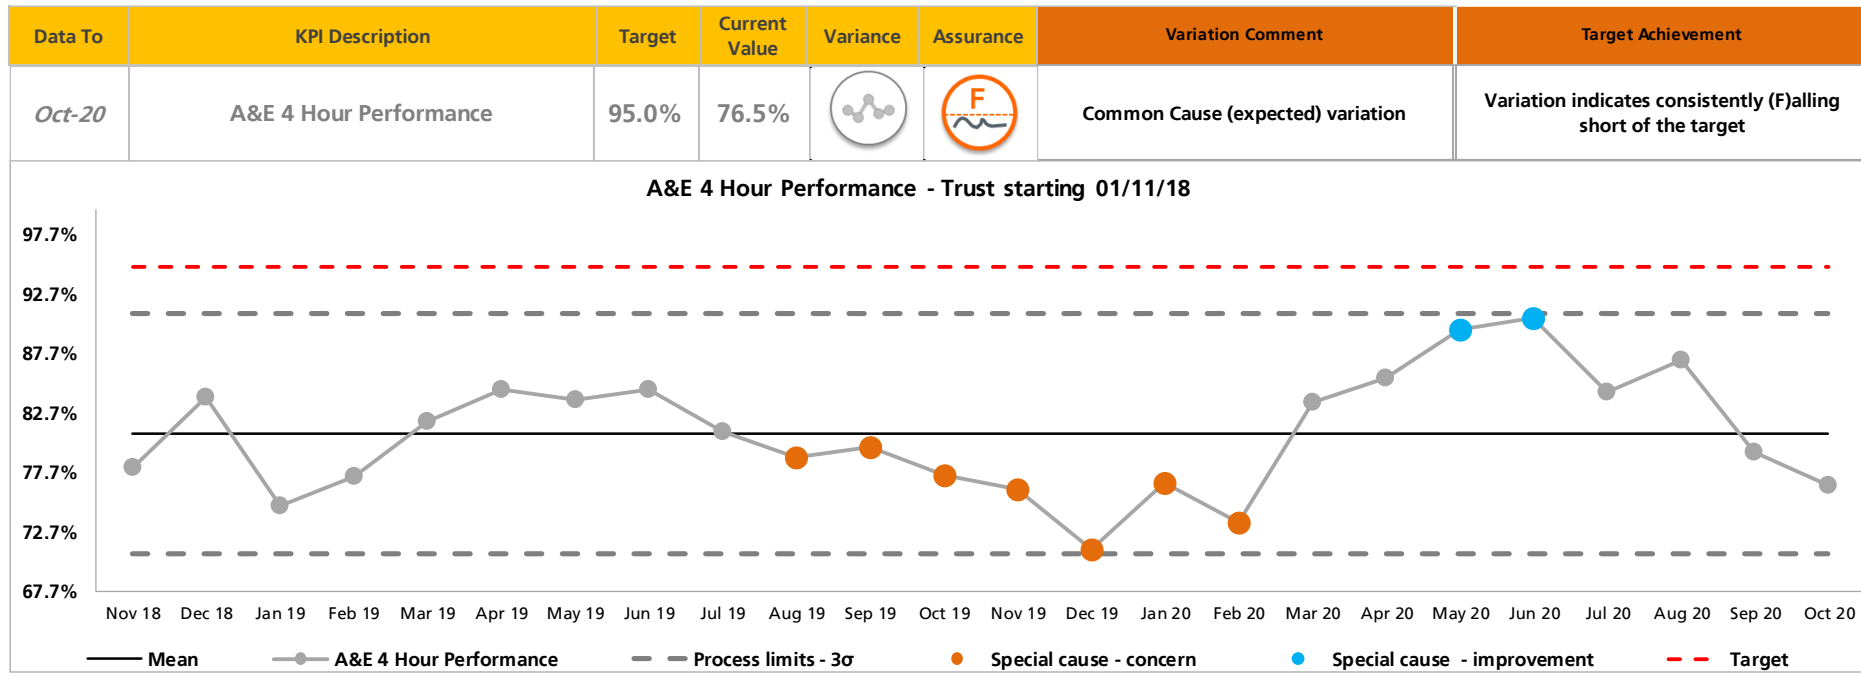 Data To KPI Description Target Current Value Variance Assurance Variation Comment Target Achievement
Oct-20 A&E 4 Hour Performance 95.0% 76.5% F Common Cause (expected) variation Variation indicates consistently (F)alling short of the target
A&E 4 Hour Performance - Trust starting 01/11/18
97.7%
92.7%
87.7%
82.7%
77.7%
72.7%
67.7%
Nov 18 Dec 18 Jan 19 Feb 19 Mar 19 Apr 19 May 19 Jun 19 Jul 19 Aug 19 Sep 19 Oct 19 Nov 19 Dec 19 Jan 20 Feb 20 Mar 20 Apr 20 May 20 Jun 20 Jul 20 Aug 20 Sep 20 Oct 20
Mean A&E 4 Hour Performance Process limits - 3σ Special cause - concern Special cause - improvement Target